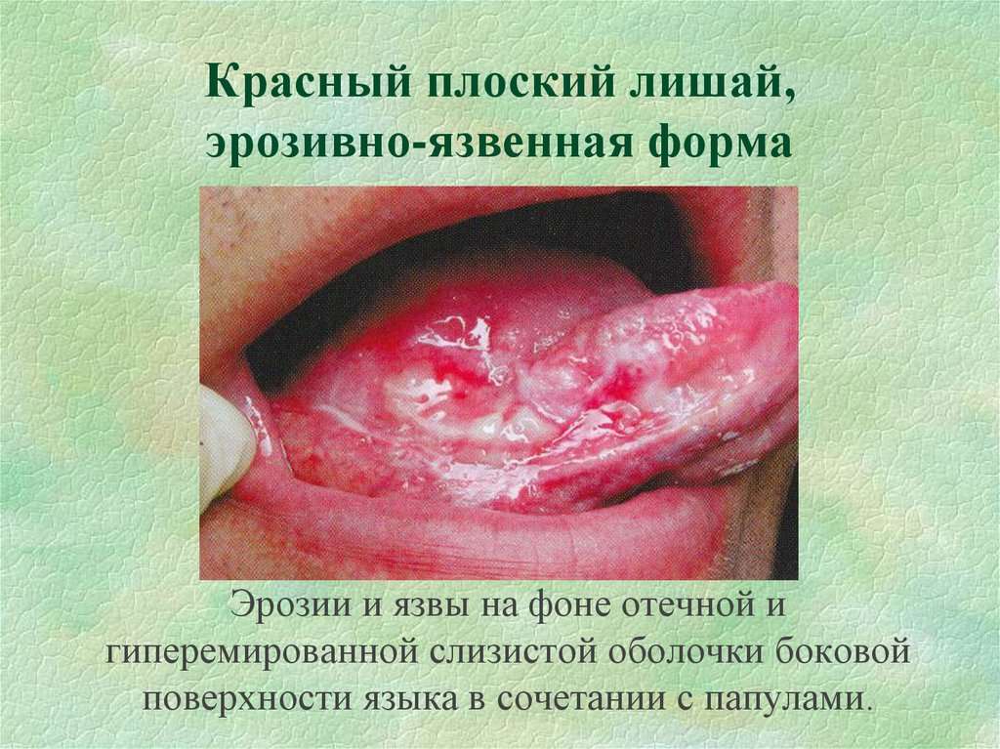 Красный плоский лишай,
эрозивно-язвенная форма
Эрозии и язвы на фоне отечной и
гиперемированной слизистой оболочки боковой
поверхности языка в сочетании с папулами.